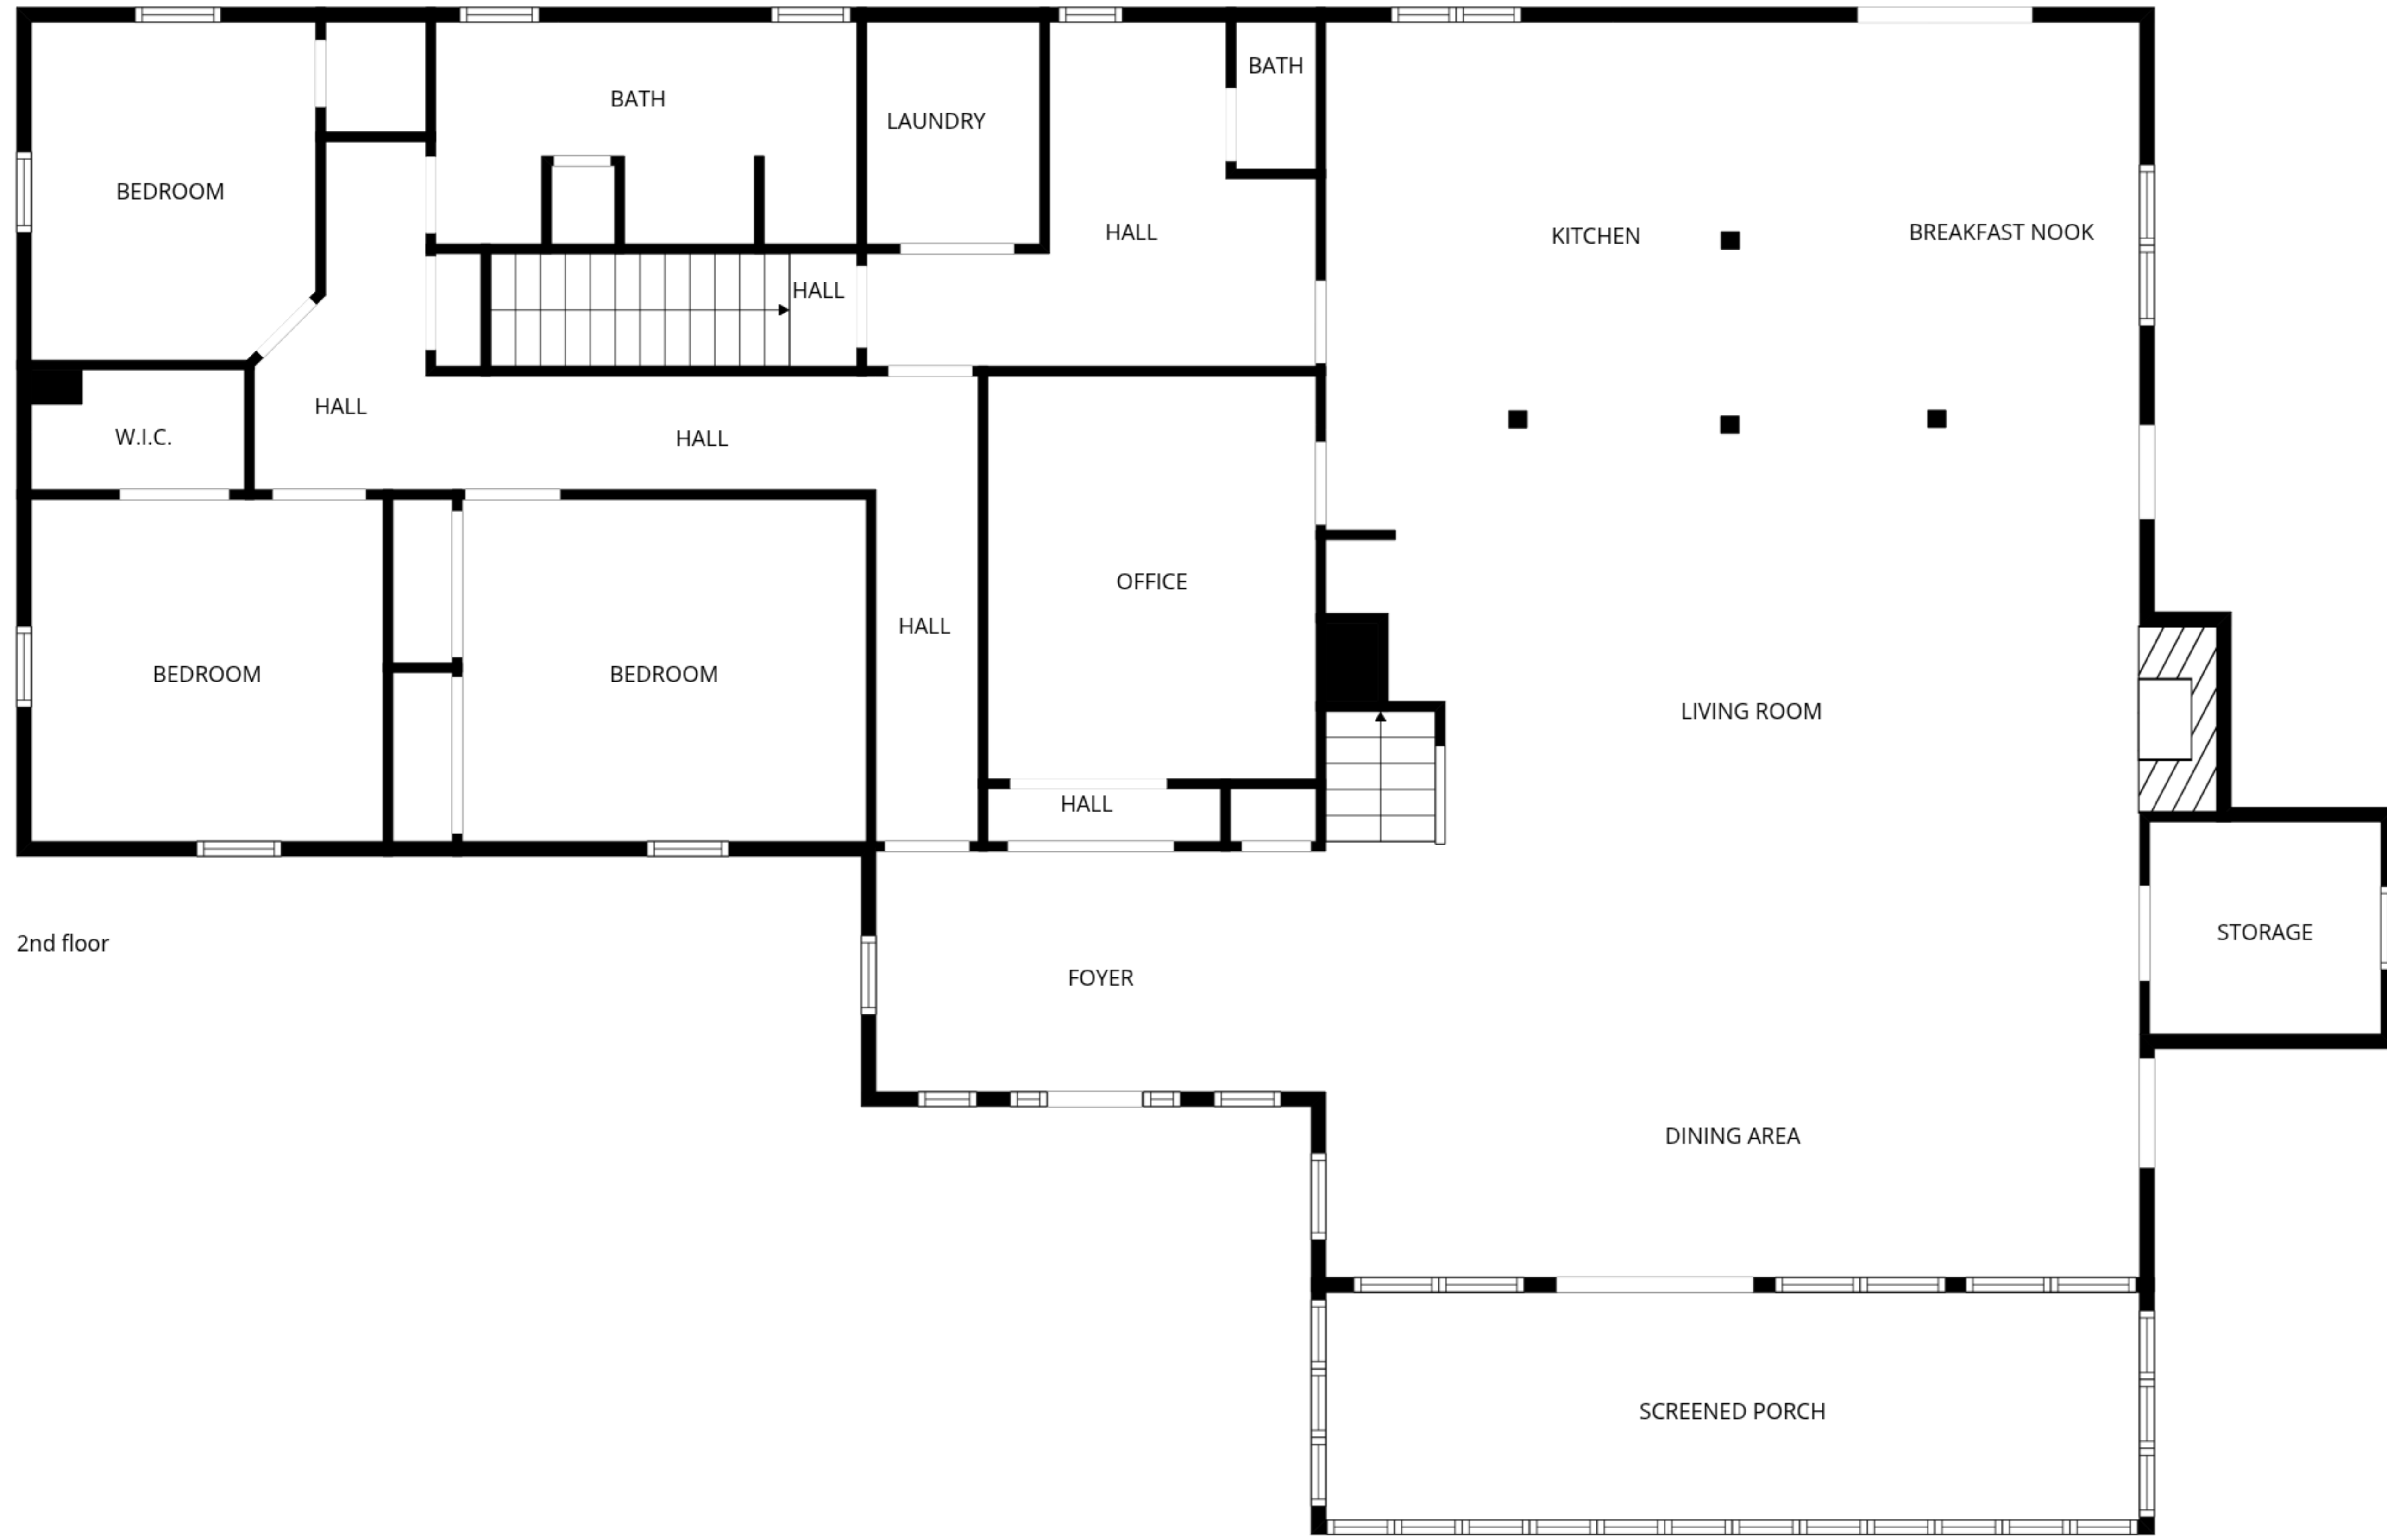 BATH
BATH
LAUNDRY
BEDROOM
HALL
KITCHEN
BREAKFAST NOOK
HALL
HALL
W.I.C.
HALL
OFFICE
HALL
BEDROOM
BEDROOM
LIVING ROOM
HALL
STORAGE
2nd floor
FOYER
DINING AREA
SCREENED PORCH